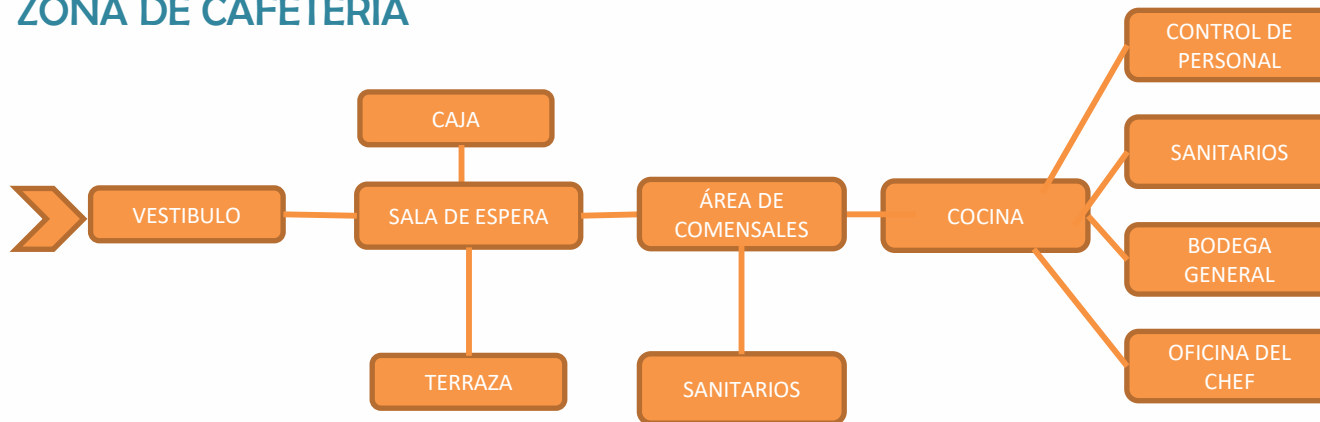 ZONA DE CAFETERIA
CONTROL DE
PERSONAL
CAJA
SANITARIOS
VESTIBULO
SALA DE ESPERA
ÁREA DE
COMENSALES
COCINA
BODEGA
GENERAL
TERRAZA
SANITARIOS
OFICINA DEL
CHEF